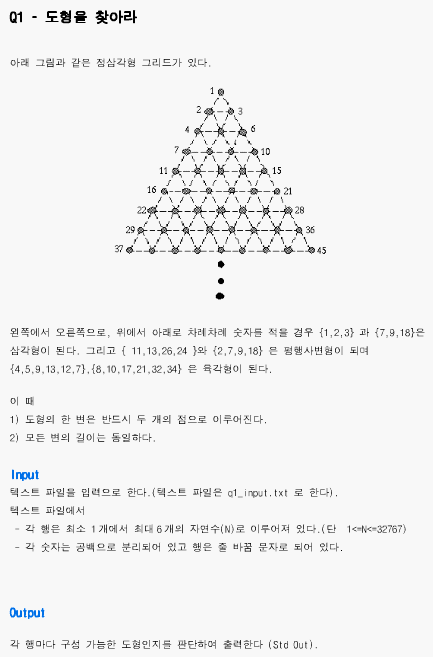 Q1 - 도형을 찾아라
아래 그림과 같은 정삼각형 그리드가 있다.
1
2 3
4 6
7 10
11 15
16 21
22 28
29 36
37 45
왼쪽에서 오른쪽으로, 위에서 아래로 차례차례 숫자를 적을 경우 {1,2,3} 과 {7,9,18}은
삼각형이 된다. 그리고 { 11,13,26,24 }와 {2,7,9,18} 은 평행사변형이 되며
{4,5,9,13,12,7},{8,10,17,21,32,34} 은 육각형이 된다.
이 때
1) 도형의 한 변은 반드시 두 개의 점으로 이루어진다.
2) 모든 변의 길이는 동일하다.
Input
텍스트 파일을 입력으로 한다.(텍스트 파일은 q1_input.txt 로 한다).
텍스트 파일에서
- 각 행은 최소 1개에서 최대 6개의 자연수(N)로 이루어져 있다.(단 1<=N<=32767)
- 각 숫자는 공백으로 분리되어 있고 행은 줄 바꿈 문자로 되어 있다.
Output
각 행마다 구성 가능한 도형인지를 판단하여 출력한다 (Std Out).